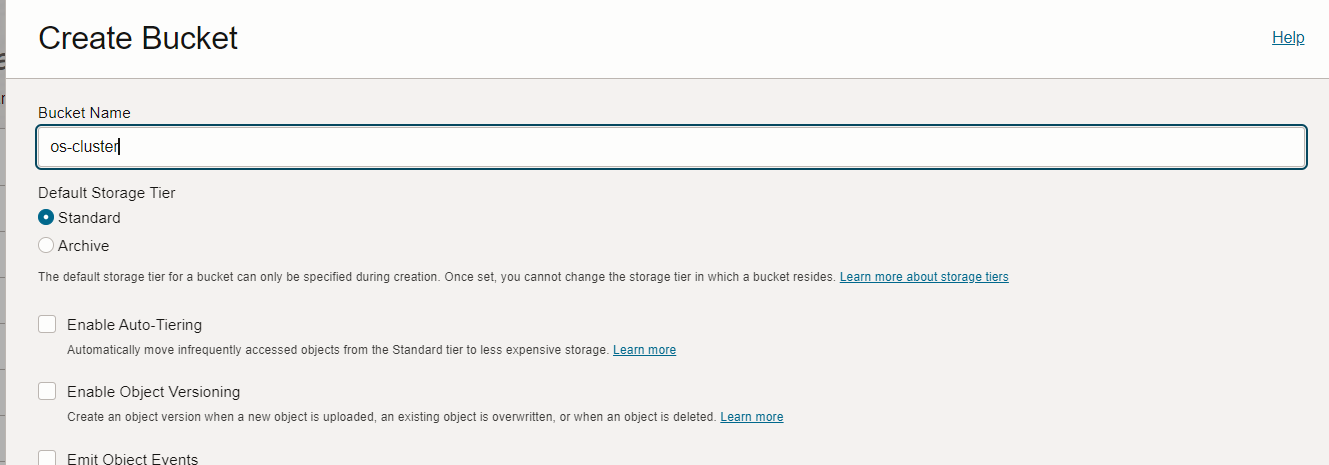 Create Bucket
Help
Bucket Name
os-cluster
Default Storage Tier
Standard
Archive
The default storage tier for a bucket can only be specified during creation. Once set, you cannot change the storage tier in which a bucket resides. Learn more about storage tiers
Enable Auto-Tiering
Automatically move infrequently accessed objects from the Standard tier to less expensive storage. Learn more
Enable Object Versioning
Create an object version when a new object is uploaded, an existing object is overwritten, or when an object is deleted. Learn more
Emit Object Events